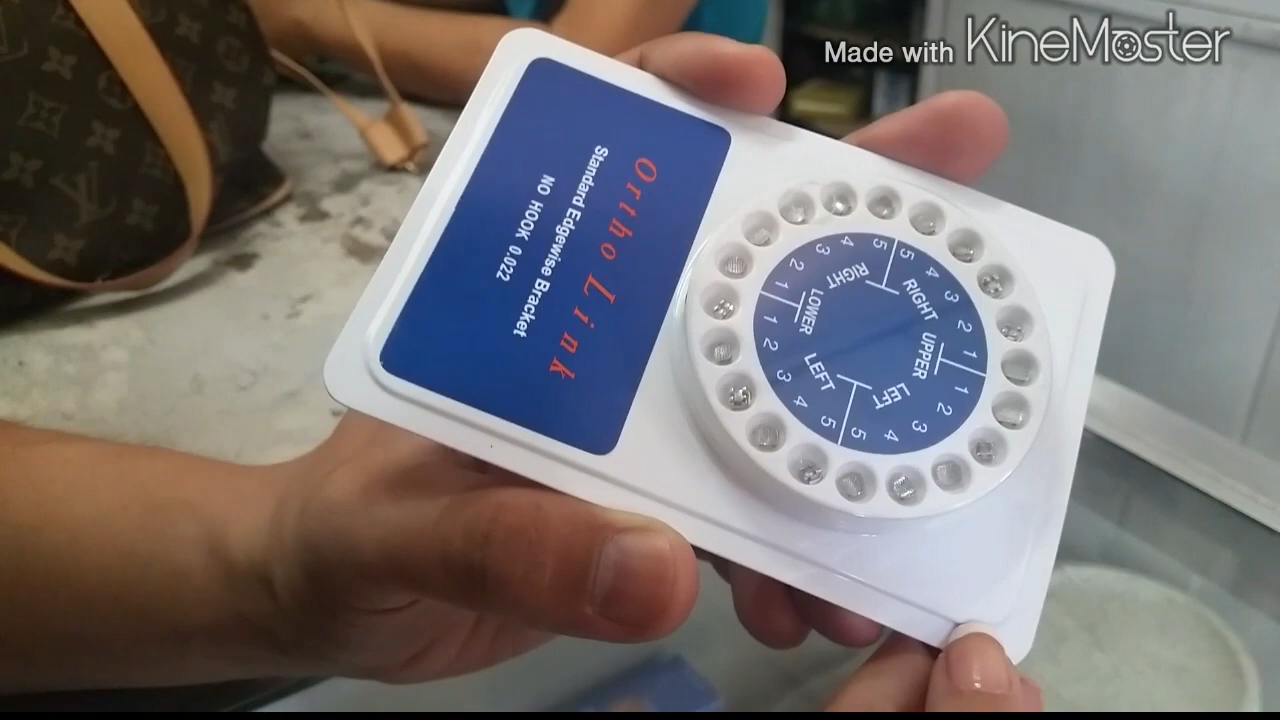 Made with KineMaster
Ortho Link
Standard Edgewise Bracket
NO HOOK 0.022
5 4 3 2 1 1 2 3 4 5
RIGHT UPPER LEFT
5 4 3 2 1 1 2 3 4 5
RIGHT LOWER LEFT